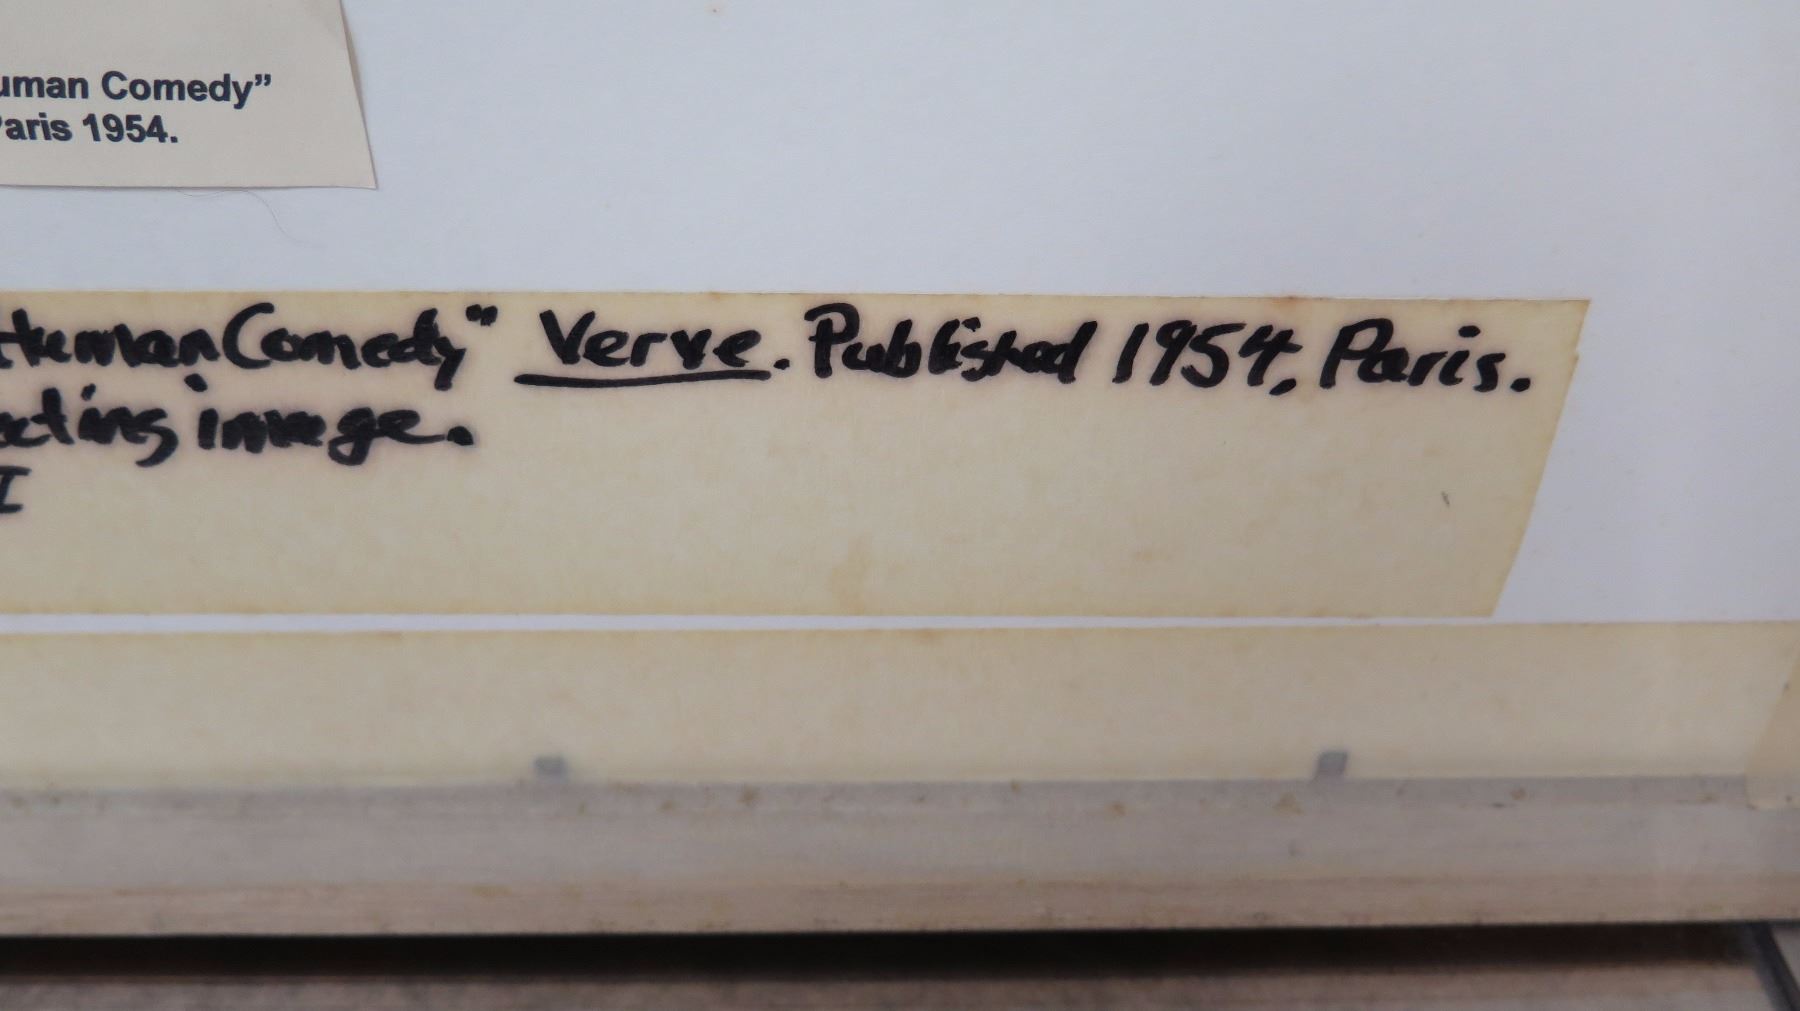 uman Comedy”
Paris 1954.
Human Comedy" Verve. Published 1954, Paris.
image.
I